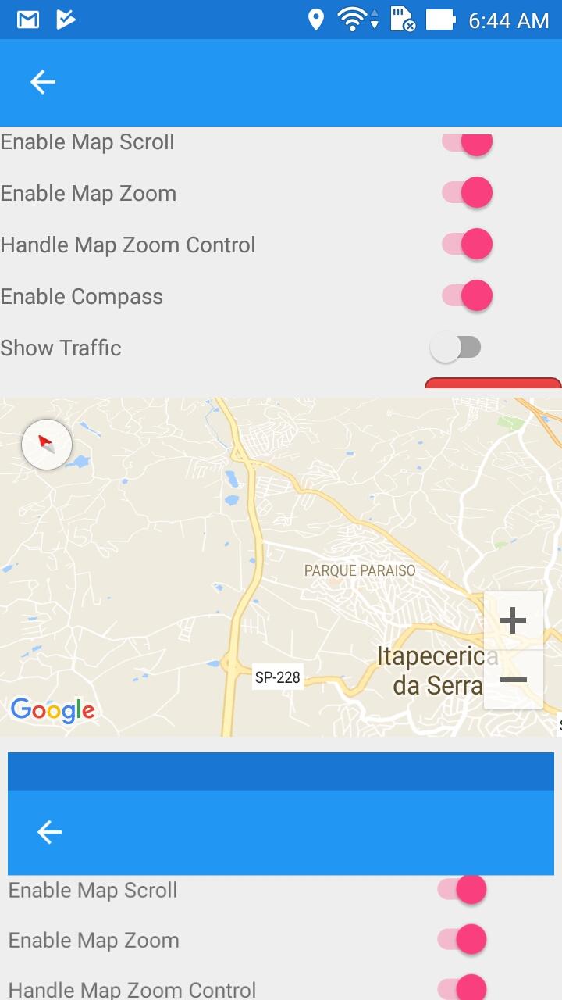 6:44 AM
Enable Map Scroll
Enable Map Zoom
Handle Map Zoom Control
Enable Compass
Show Traffic
PARQUE PARAISO
Itapecerica
da Serra
SP-228
Google
Enable Map Scroll
Enable Map Zoom
Handle Map Zoom Control